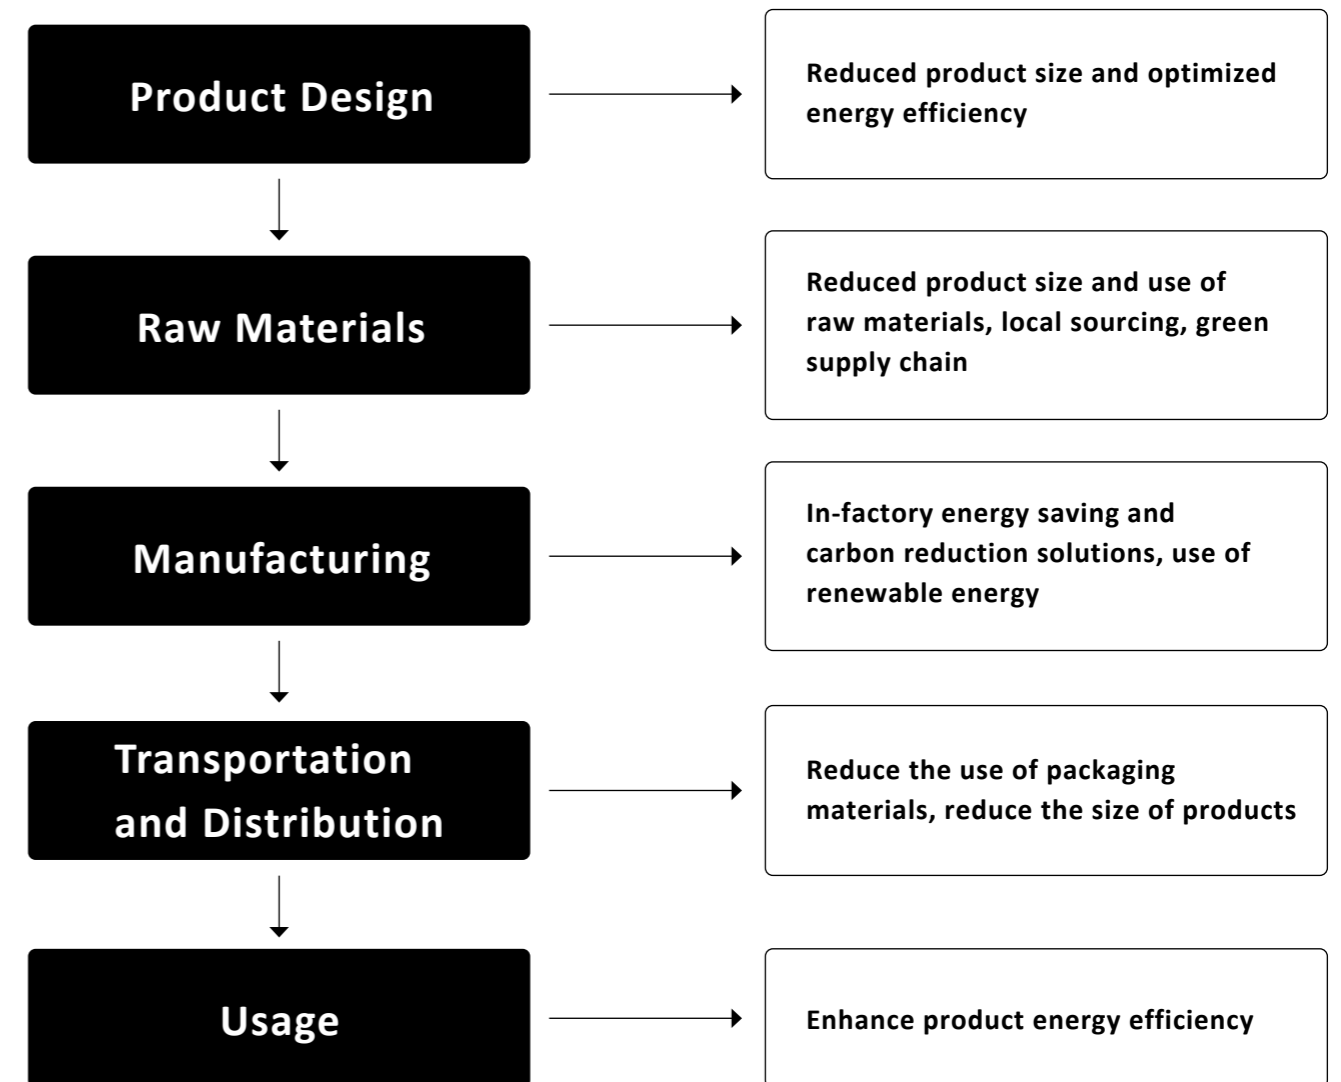 Product Design
Reduced product size and optimized
energy efficiency
Raw Materials
Reduced product size and use of
raw materials, local sourcing, green
supply chain
Manufacturing
In-factory energy saving and
carbon reduction solutions, use of
renewable energy
Transportation
and Distribution
Reduce the use of packaging
materials, reduce the size of products
Usage
Enhance product energy efficiency